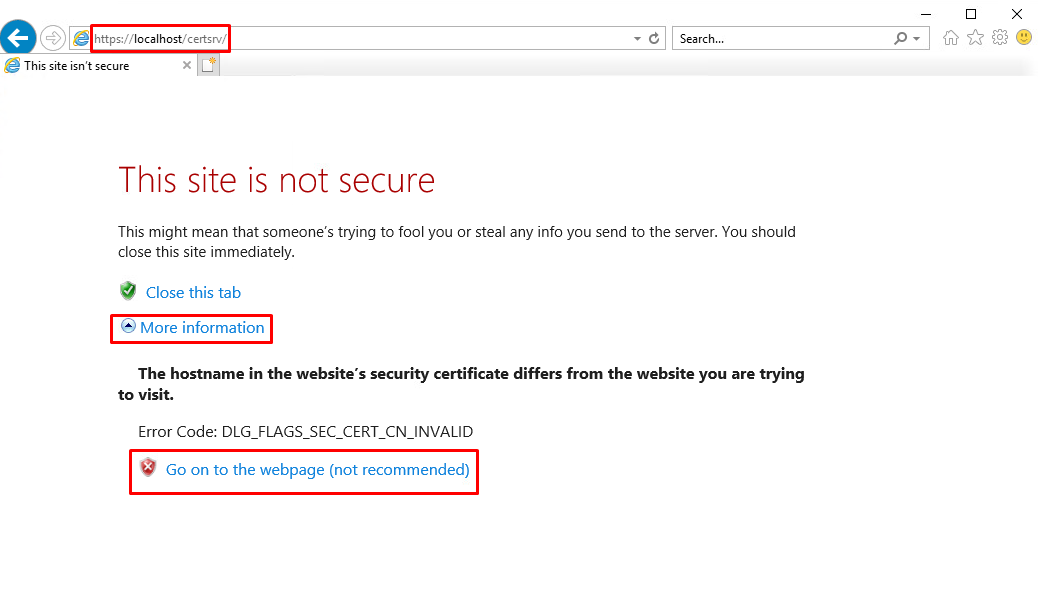 https://localhost/certsrv/
Search...
This site isn't secure
This site is not secure
This might mean that someone's trying to fool you or steal any info you send to the server. You should
close this site immediately.
Close this tab
More information
The hostname in the website's security certificate differs from the website you are trying
to visit.
Error Code: DLG_FLAGS_SEC_CERT_CN_INVALID
Go on to the webpage (not recommended)